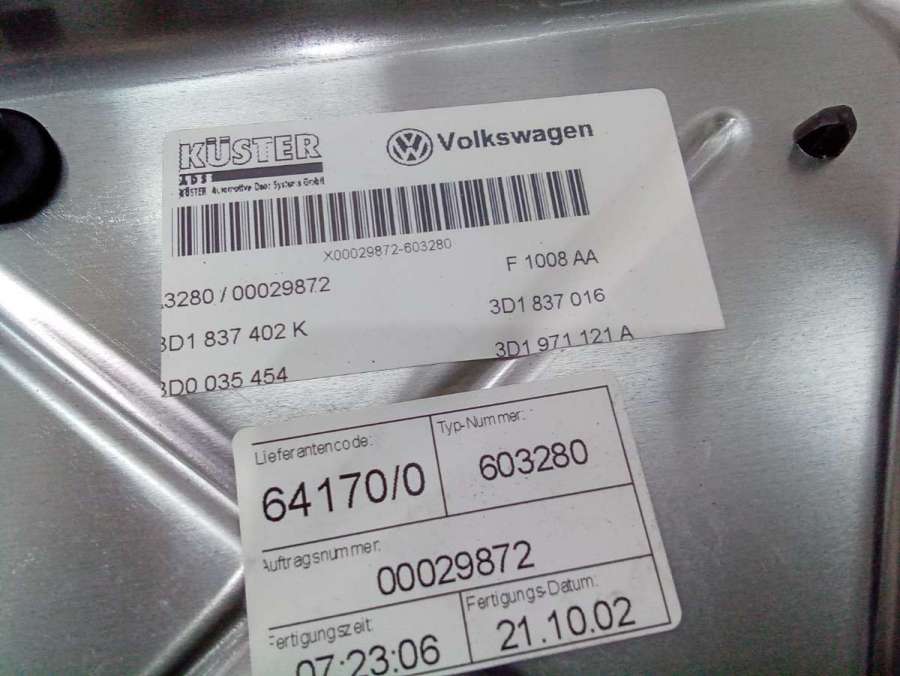 KÜSTER
ADS
KÜSTER Automotive Door Systems GmbH
Volkswagen
X00029872-603280
3280 / 00029872
F 1008 AA
3D1 837 402 K
3D1 837 016
3D0 035 454
3D1 971 121 A
Lieferantencode:
64170/0
Typ-Nummer:
603280
Auftragsnummer:
00029872
Fertigungszeit:
07:23:06
Fertigungs-Datum:
21.10.02